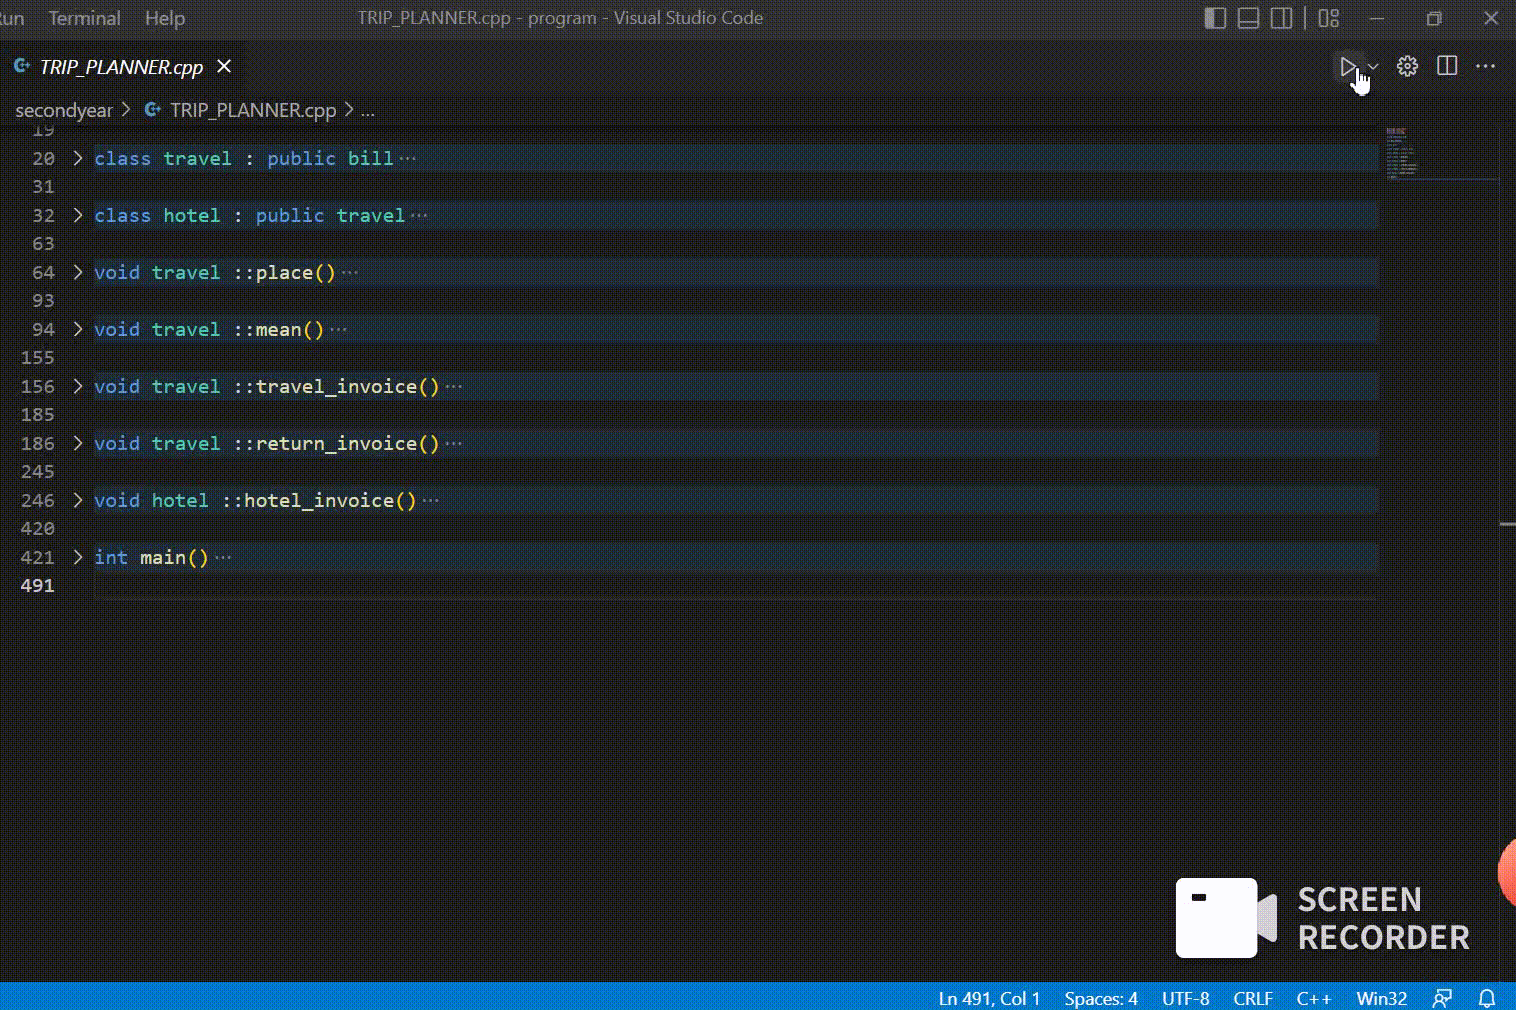 Terminal Help TRIP_PLANNER.cpp - program - Visual Studio Code
TRIP_PLANNER.cpp
secondyear > TRIP_PLANNER.cpp > ...
19
20 > class travel : public bill···
31
32 > class hotel : public travel···
63
64 > void travel ::place()···
93
94 > void travel ::mean()···
155
156 > void travel ::travel_invoice()···
185
186 > void travel ::return_invoice()···
245
246 > void hotel ::hotel_invoice()···
420
421 > int main()···
491
SCREEN
RECORDER
Ln 491, Col 1 Spaces: 4 UTF-8 CRLF C++ Win32